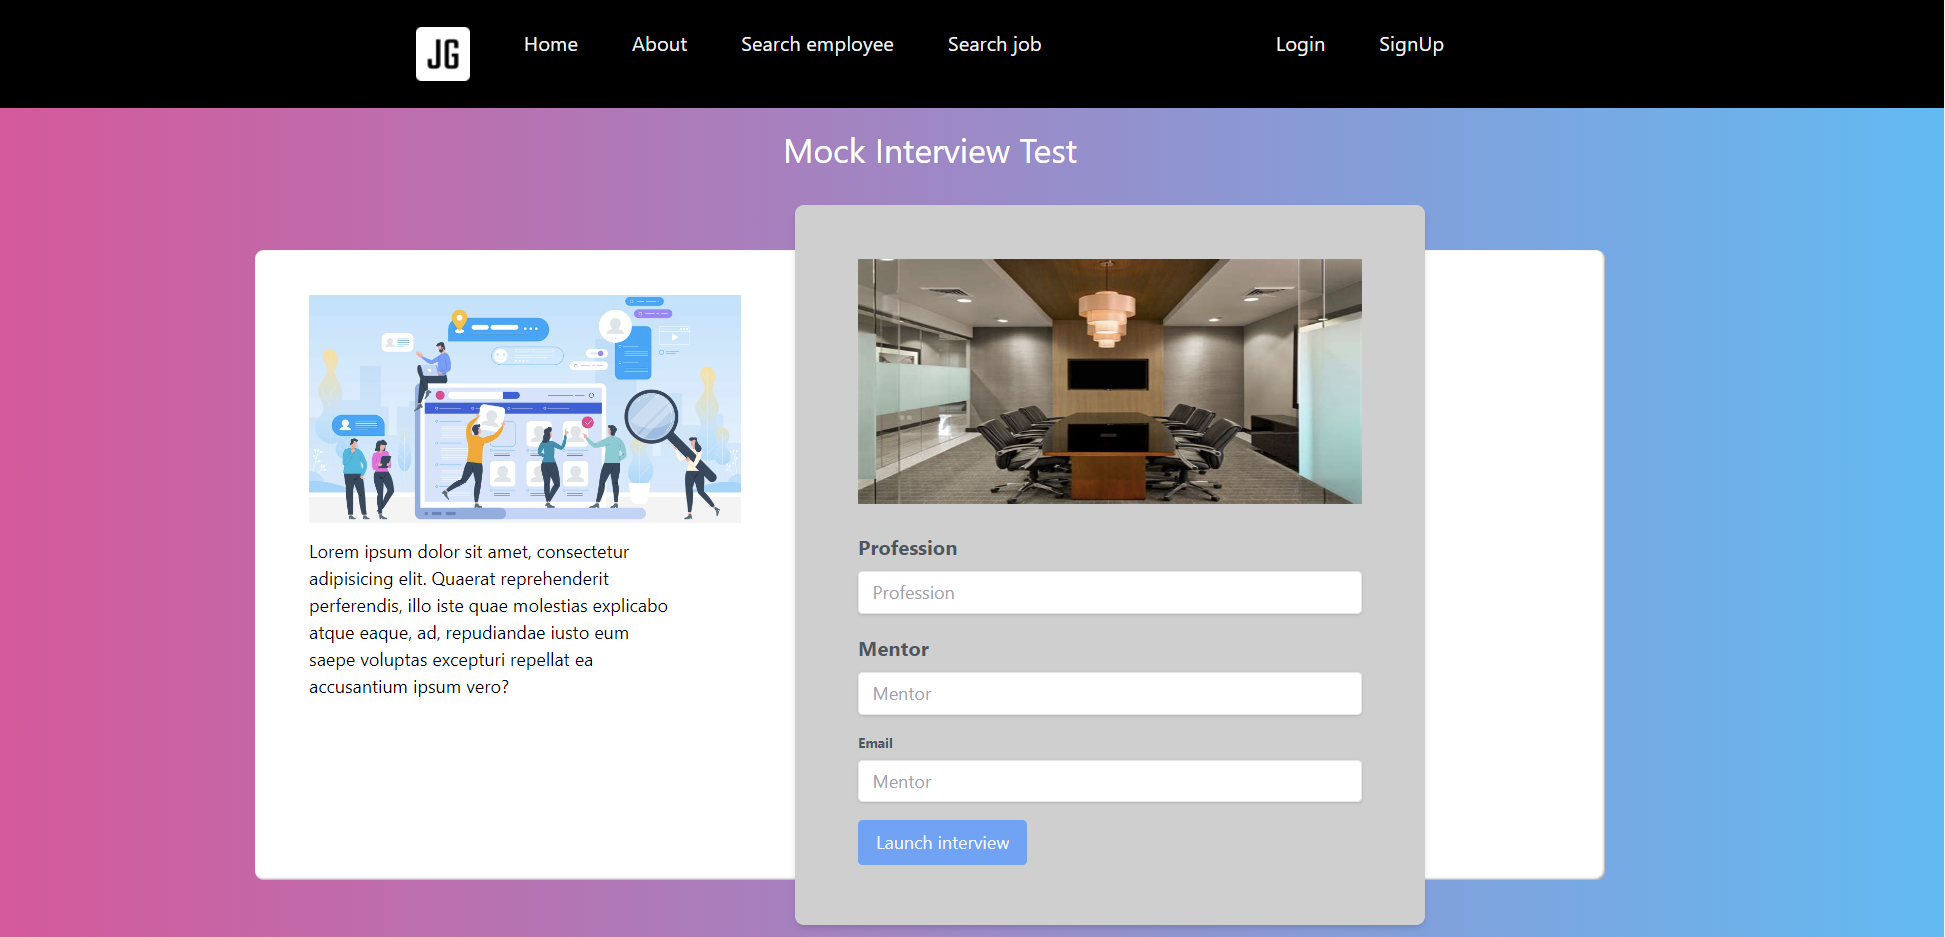 JG
Home About Search employee Search job Login SignUp
Mock Interview Test
Lorem ipsum dolor sit amet, consectetur
adipisicing elit. Quaerat reprehenderit
perferendis, illo iste quae molestias explicabo
atque eaque, ad, repudiandae iusto eum
saepe voluptas excepturi repellat ea
accusantium ipsum vero?
Profession
Profession
Mentor
Mentor
Email
Mentor
Launch interview